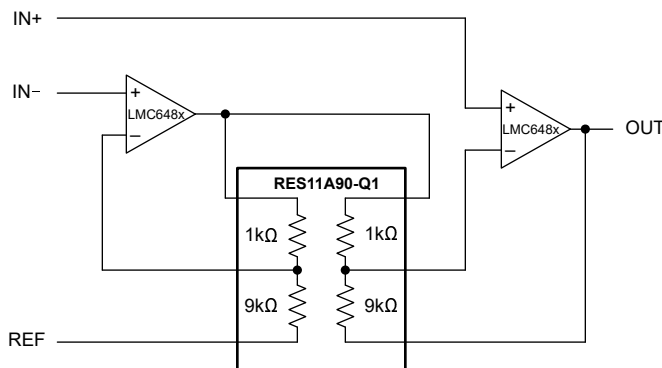 IN+
IN−
+
LMC648x
−
+
LMC648x
−
OUT
RES11A90-Q1
1kΩ
1kΩ
9kΩ
9kΩ
REF